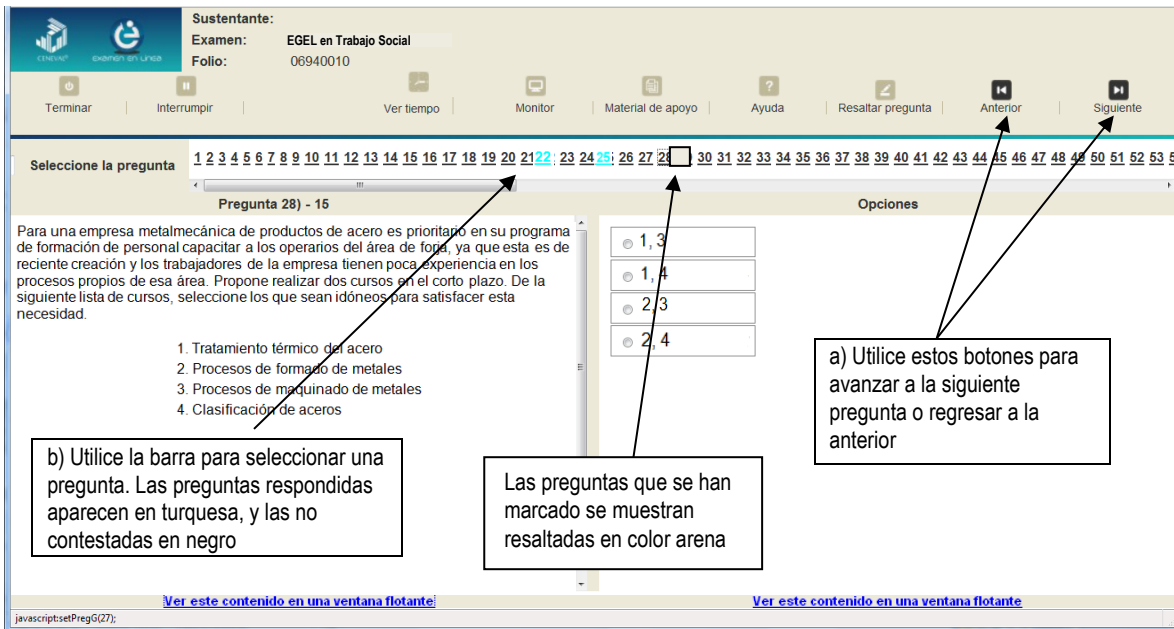 Sustentante:
Examen: EGEL en Trabajo Social
Folio: 06940010
CENEVAL®
examen en línea
Terminar
Interrumpir
Ver tiempo
Monitor
Material de apoyo
Ayuda
Resaltar pregunta
Anterior
Siguiente
Seleccione la pregunta
1 2 3 4 5 6 7 8 9 10 11 12 13 14 15 16 17 18 19 20 21 22 23 24 25 26 27 28 30 31 32 33 34 35 36 37 38 39 40 41 42 43 44 45 46 47 48 49 50 51 52 53
Pregunta 28) - 15
Opciones
Para una empresa metalmecánica de productos de acero es prioritario en su programa
de formación de personal capacitar a los operarios del área de forja, ya que esta es de
reciente creación y los trabajadores de la empresa tienen poca experiencia en los
procesos propios de esa área. Propone realizar dos cursos en el corto plazo. De la
siguiente lista de cursos, seleccione los que sean idóneos para satisfacer esta
necesidad.
1. Tratamiento térmico del acero
2. Procesos de formado de metales
3. Procesos de maquinado de metales
4. Clasificación de aceros
1, 3
1, 4
2, 3
2, 4
a) Utilice estos botones para
avanzar a la siguiente
pregunta o regresar a la
anterior
b) Utilice la barra para seleccionar una
pregunta. Las preguntas respondidas
aparecen en turquesa, y las no
contestadas en negro
Las preguntas que se han
marcado se muestran
resaltadas en color arena
Ver este contenido en una ventana flotante
Ver este contenido en una ventana flotante
javascript:setPregG(27);